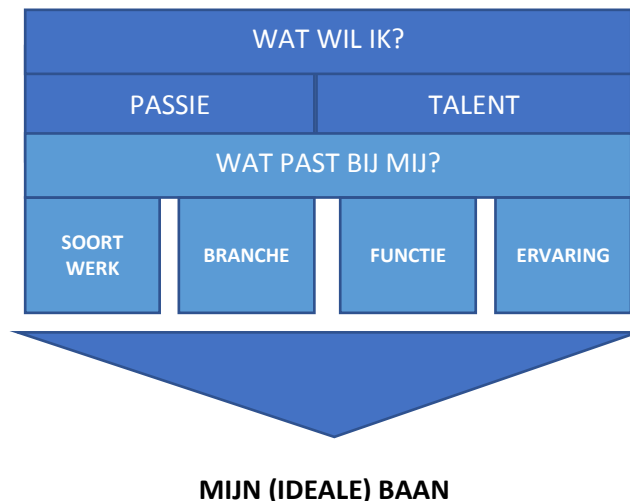 WAT WIL IK?
PASSIE TALENT
WAT PAST BIJ MIJ?
SOORT
WERK
BRANCHE
FUNCTIE
ERVARING
MIJN (IDEALE) BAAN